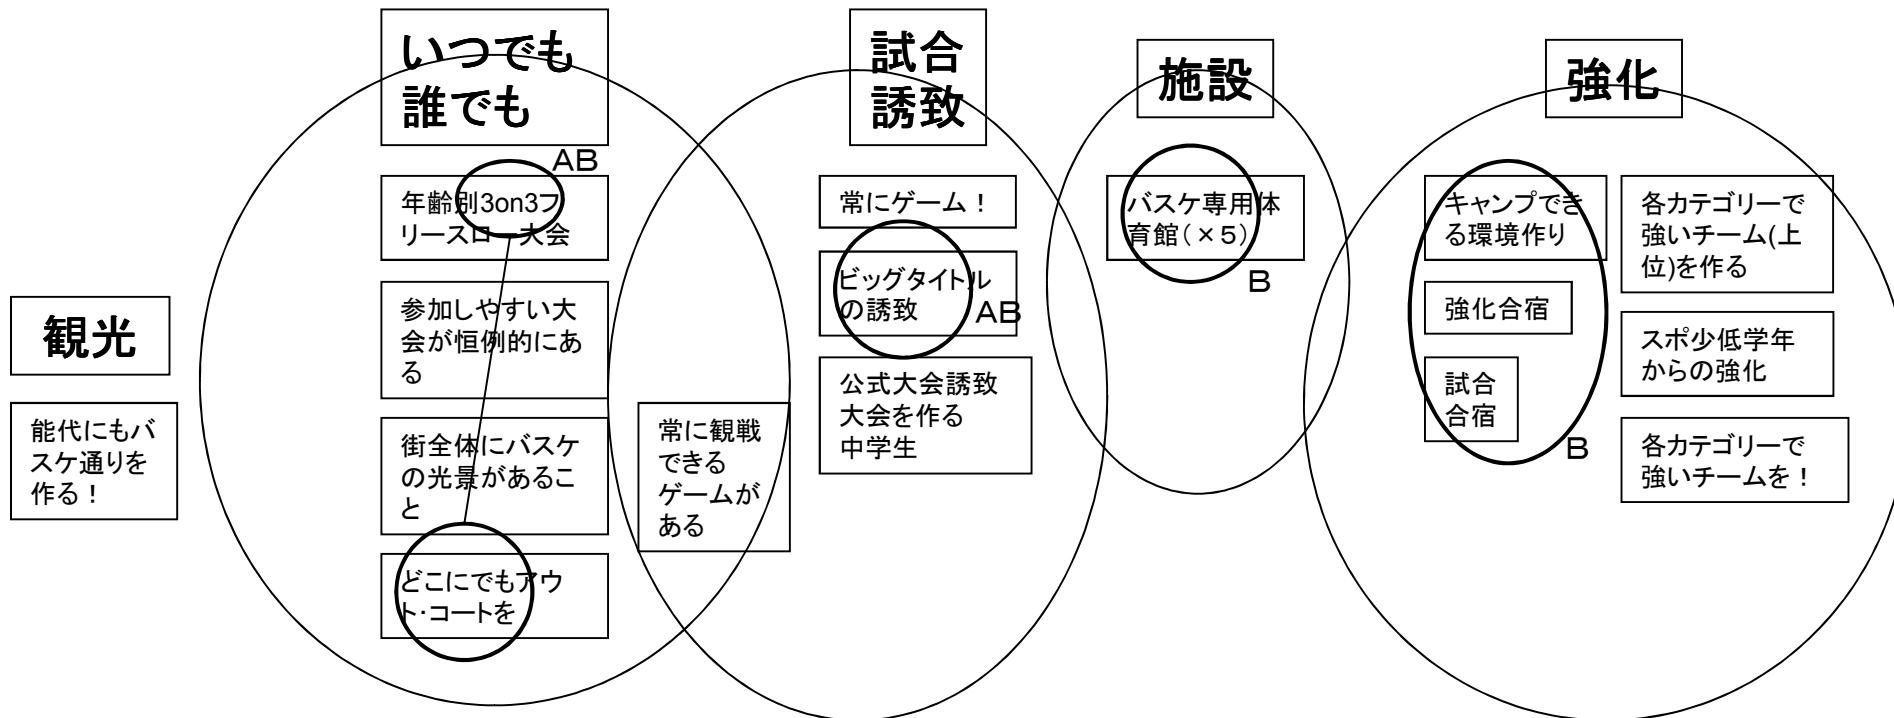 観光
能代にもバ
スケ通りを
作る！
いつでも
誰でも
AB
年齢別3on3フ
リースロー大会
参加しやすい大
会が恒例的にあ
る
街全体にバスケ
の光景があるこ
と
どこにでもアウ
ト・コートを
常に観戦
できる
ゲームが
ある
試合
誘致
常にゲーム！
ビッグタイトル
の誘致
AB
公式大会誘致
大会を作る
中学生
施設
バスケ専用体
育館（×５）
B
強化
キャンプでき
る環境作り
強化合宿
試合
合宿
B
各カテゴリーで
強いチーム(上
位)を作る
スポ少低学年
からの強化
各カテゴリーで
強いチームを！